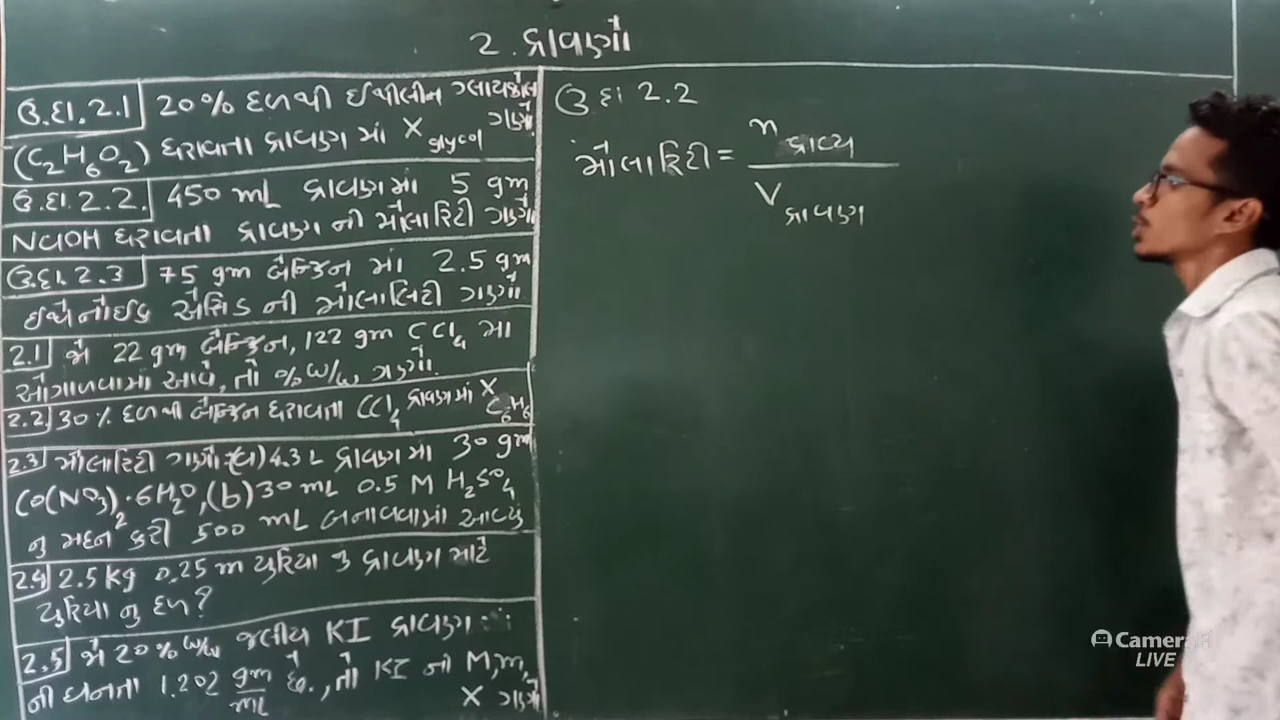 2. દ્રાવણો
ઉ.દા.2.1 20% દળથી ઈથીલીન ગ્લાયકોલ
(C₂H₆O₂) ધરાવતા દ્રાવણ માં X glycol ગણો
ઉ.દા.2.2. 450 mL દ્રાવણમાં 5 gm
NaOH ધરાવતા દ્રાવણ ની મોલારિટી ગણો
ઉ.દા.2.3 75 gm બેન્ઝિન માં 2.5 gm
ઈથેનોઈક એસિડ ની મોલાલિટી ગણો
2.1 જો 22 gm બેન્ઝિન, 122 gm CCl₄ મા
ઓગાળવામાં આવે, તો % w/w ગણો.
2.2 30% દળથી બેન્ઝિન ધરાવતા CCl₄ દ્રાવણમાં X C₆H₆
2.3 મોલારિટી ગણો: (a) 4.3 L દ્રાવણ મા 30 gm
Co(NO₃)₂·6H₂O, (b) 30 mL 0.5 M H₂SO₄
નુ મંદન કરી 500 mL બનાવવામાં આવ્યું
2.4 2.5 kg 0.25 m યુરિયા નુ દ્રાવણ માટે
યુરિયા નુ દળ?
2.5 જો 20% w/w જલીય KI દ્રાવણ
ની ઘનતા 1.202 gm/mL છે., તો KI ની M, m,
X ગણો
ઉદા 2.2
મોલારિટી = n દ્રાવ્ય
V દ્રાવણ
CameraFi
LIVE